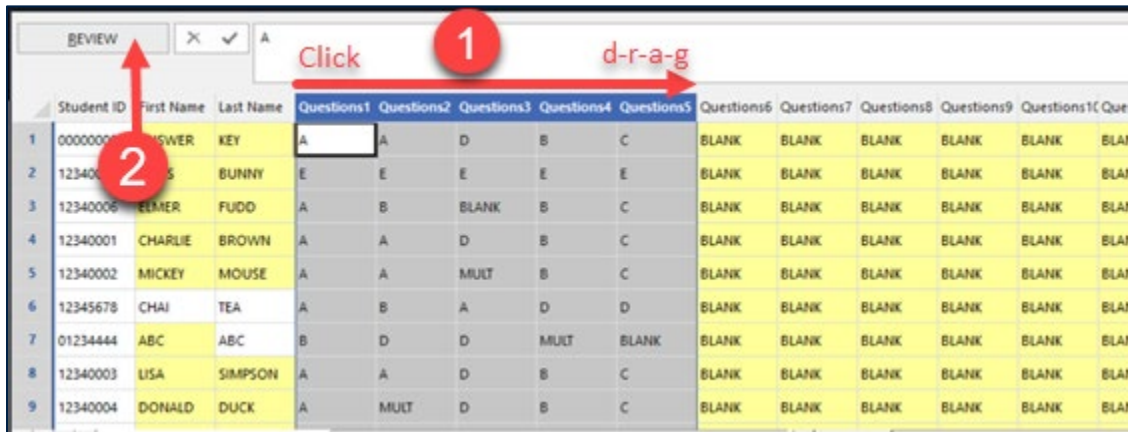 REVIEW A
Click 1 d-r-a-g
Student ID First Name Last Name Questions1 Questions2 Questions3 Questions4 Questions5 Questions6 Questions7 Questions8 Questions9 Questions1
1 KEY A A D B C BLANK BLANK BLANK BLANK BLANK
2 2 BUNNY E E E E E BLANK BLANK BLANK BLANK BLANK
3 12340006 ELMER FUDD A B BLANK B C BLANK BLANK BLANK BLANK BLANK
4 12340001 CHARLIE BROWN A A D B C BLANK BLANK BLANK BLANK BLANK
5 12340002 MICKEY MOUSE A A MULT B C BLANK BLANK BLANK BLANK BLANK
6 12345678 CHAI TEA A B A D D BLANK BLANK BLANK BLANK BLANK
7 01234444 ABC ABC B D D MULT BLANK BLANK BLANK BLANK BLANK BLANK
8 12340003 LISA SIMPSON A A D B C BLANK BLANK BLANK BLANK BLANK
9 12340004 DONALD DUCK A MULT D B C BLANK BLANK BLANK BLANK BLANK